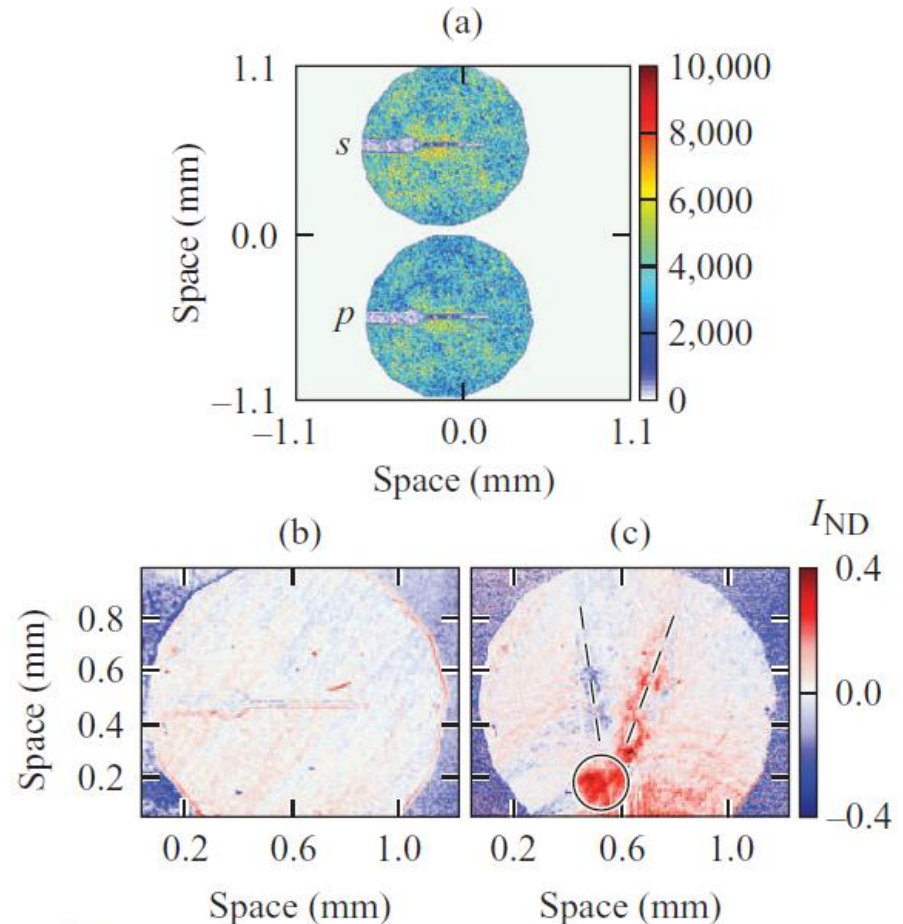 (a)
1.1
0.0
–1.1
Space (mm)
s
p
–1.1 0.0 1.1
Space (mm)
10,000
8,000
6,000
4,000
2,000
0
(b)
(c)
I_ND
0.8
0.6
0.4
0.2
Space (mm)
0.2 0.6 1.0
Space (mm)
0.2 0.6 1.0
Space (mm)
0.4
0.0
–0.4